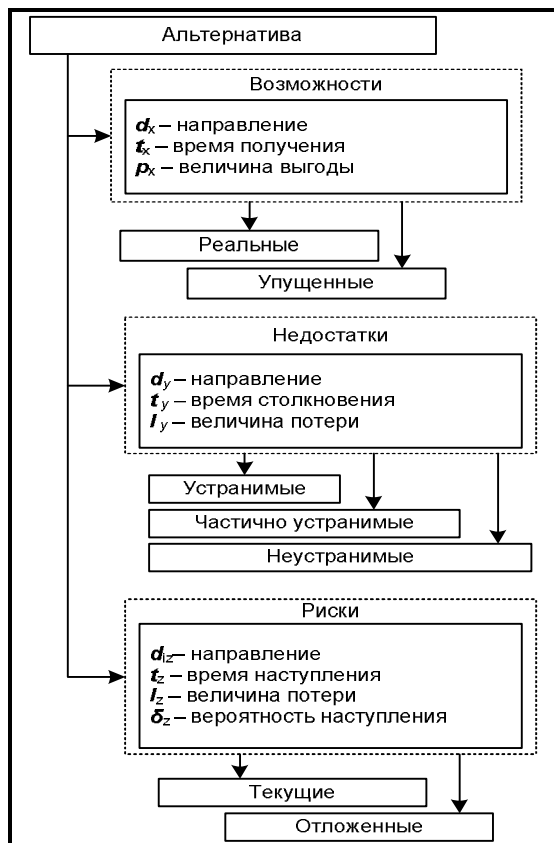 Альтернатива
Возможности
dx – направление
tx – время получения
px – величина выгоды
Реальные
Упущенные
Недостатки
dy – направление
ty – время столкновения
ly – величина потери
Устранимые
Частично устранимые
Неустранимые
Риски
diz – направление
tz – время наступления
lz – величина потери
δz – вероятность наступления
Текущие
Отложенные